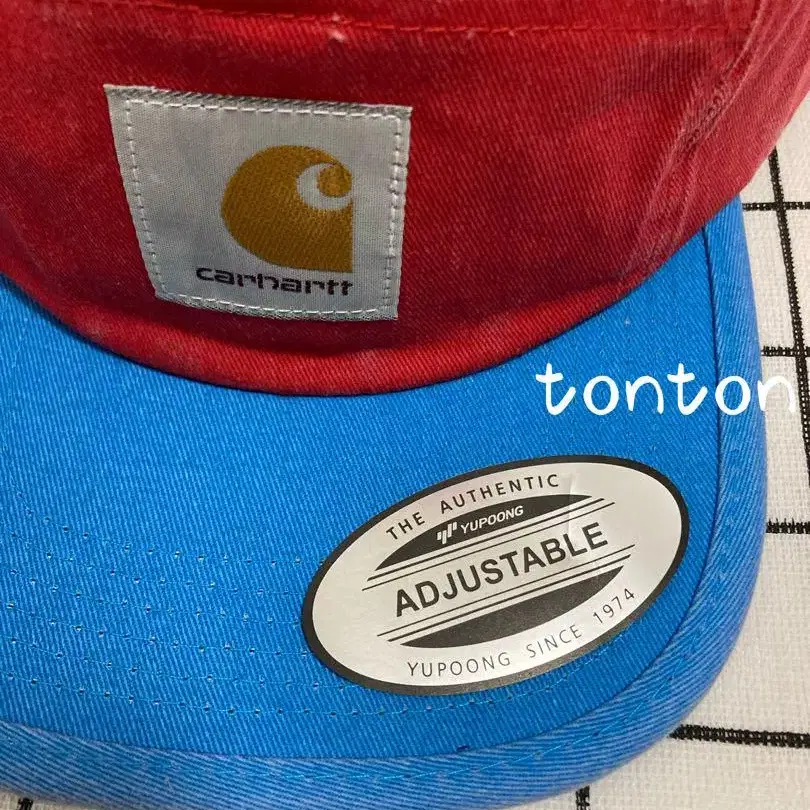 carhartt
tonton
THE AUTHENTIC
YUPOONG
ADJUSTABLE
YUPOONG SINCE 1974